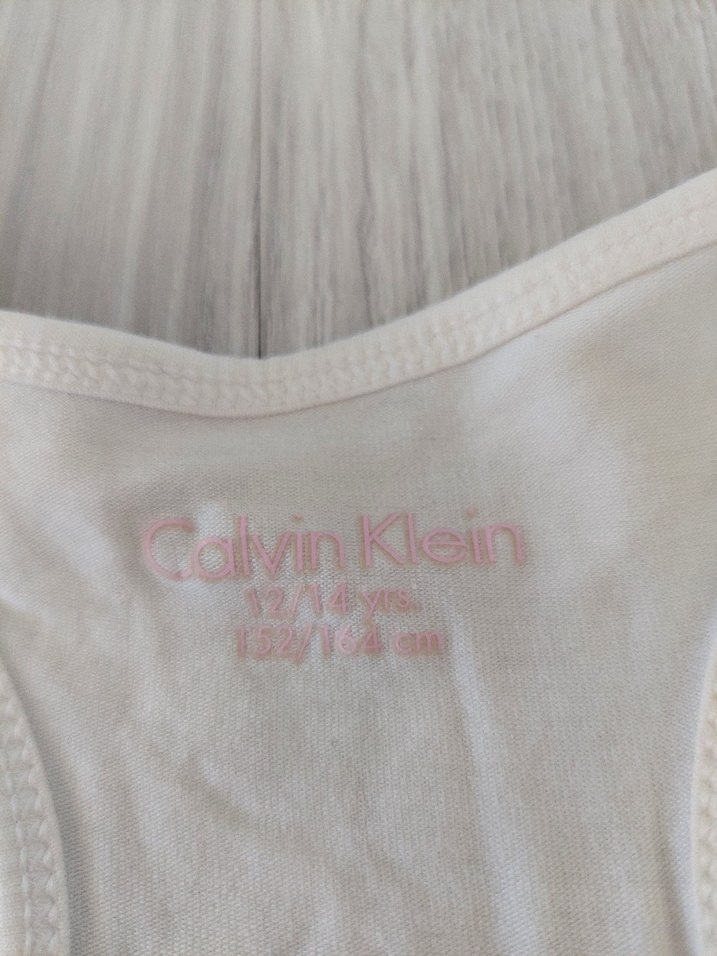 Calvin Klein
12/14 yrs.
152/164 cm